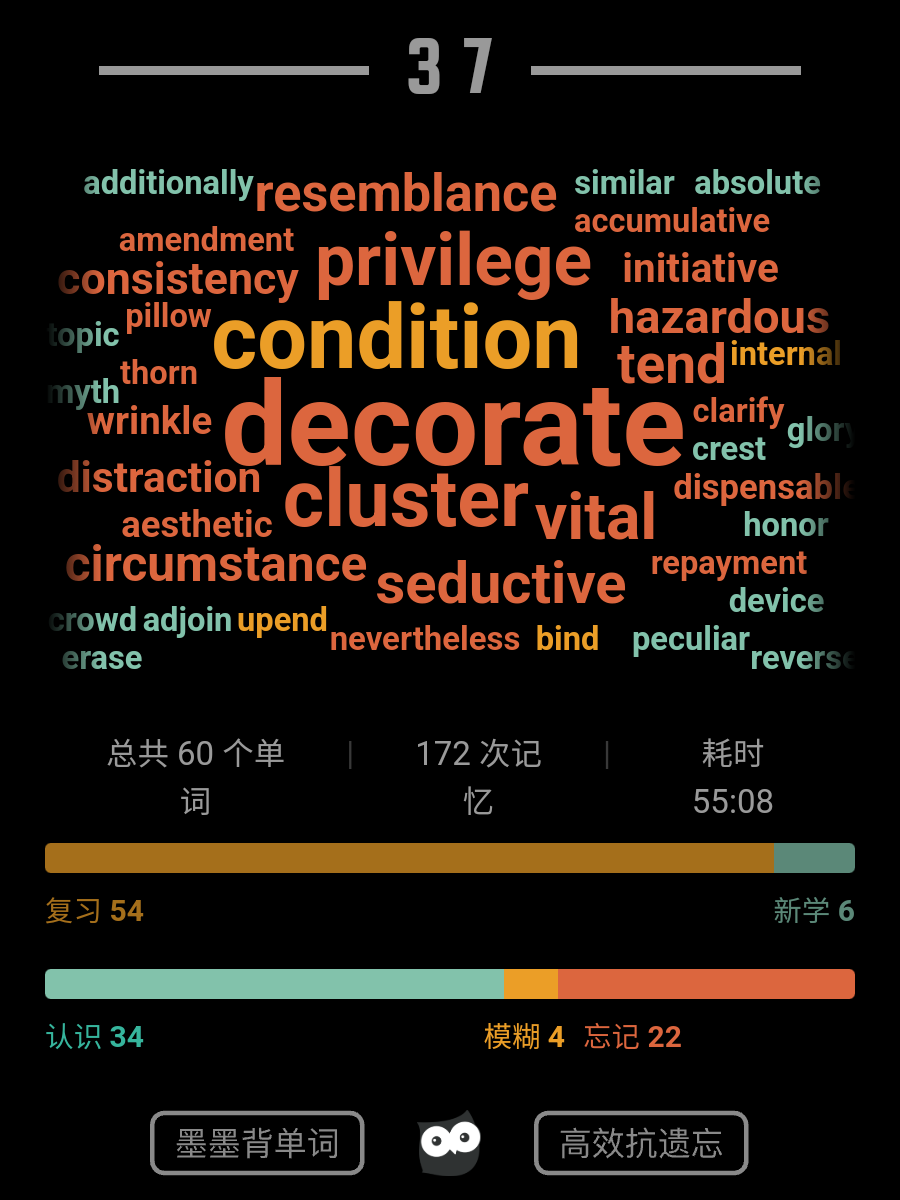 37
additionally resemblance similar absolute
accumulative
amendment privilege initiative
consistency
pillow condition hazardous
topic tend internal
thorn
myth decorate clarify glory
wrinkle crest
distraction cluster dispensable
aesthetic vital honor
circumstance seductive repayment
device
crowd adjoin upend nevertheless bind peculiar
erase reverse
总共 60 个单词
172 次记忆
耗时 55:08
复习 54 新学 6
认识 34 模糊 4 忘记 22
墨墨背单词 高效抗遗忘